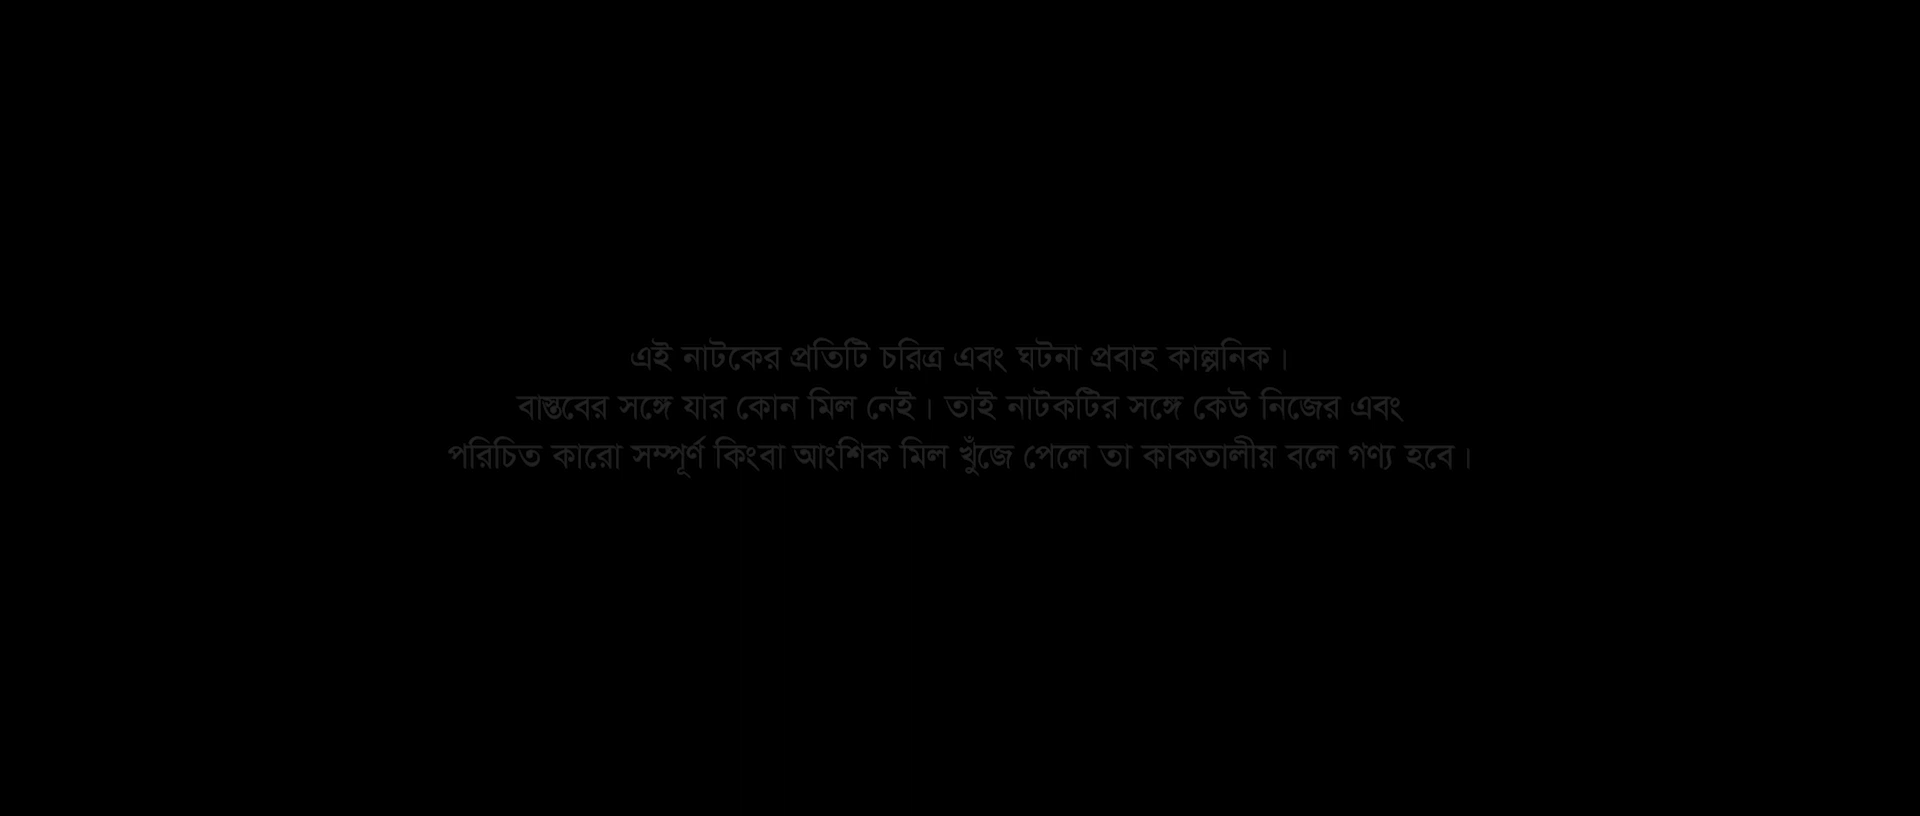 এই নাটকের প্রতিটি চরিত্র এবং ঘটনা প্রবাহ কাল্পনিক।
বাস্তবের সঙ্গে যার কোন মিল নেই। তাই নাটকটির সঙ্গে কেউ নিজের এবং
পরিচিত কারো সম্পূর্ণ কিংবা আংশিক মিল খুঁজে পেলে তা কাকতালীয় বলে গণ্য হবে।